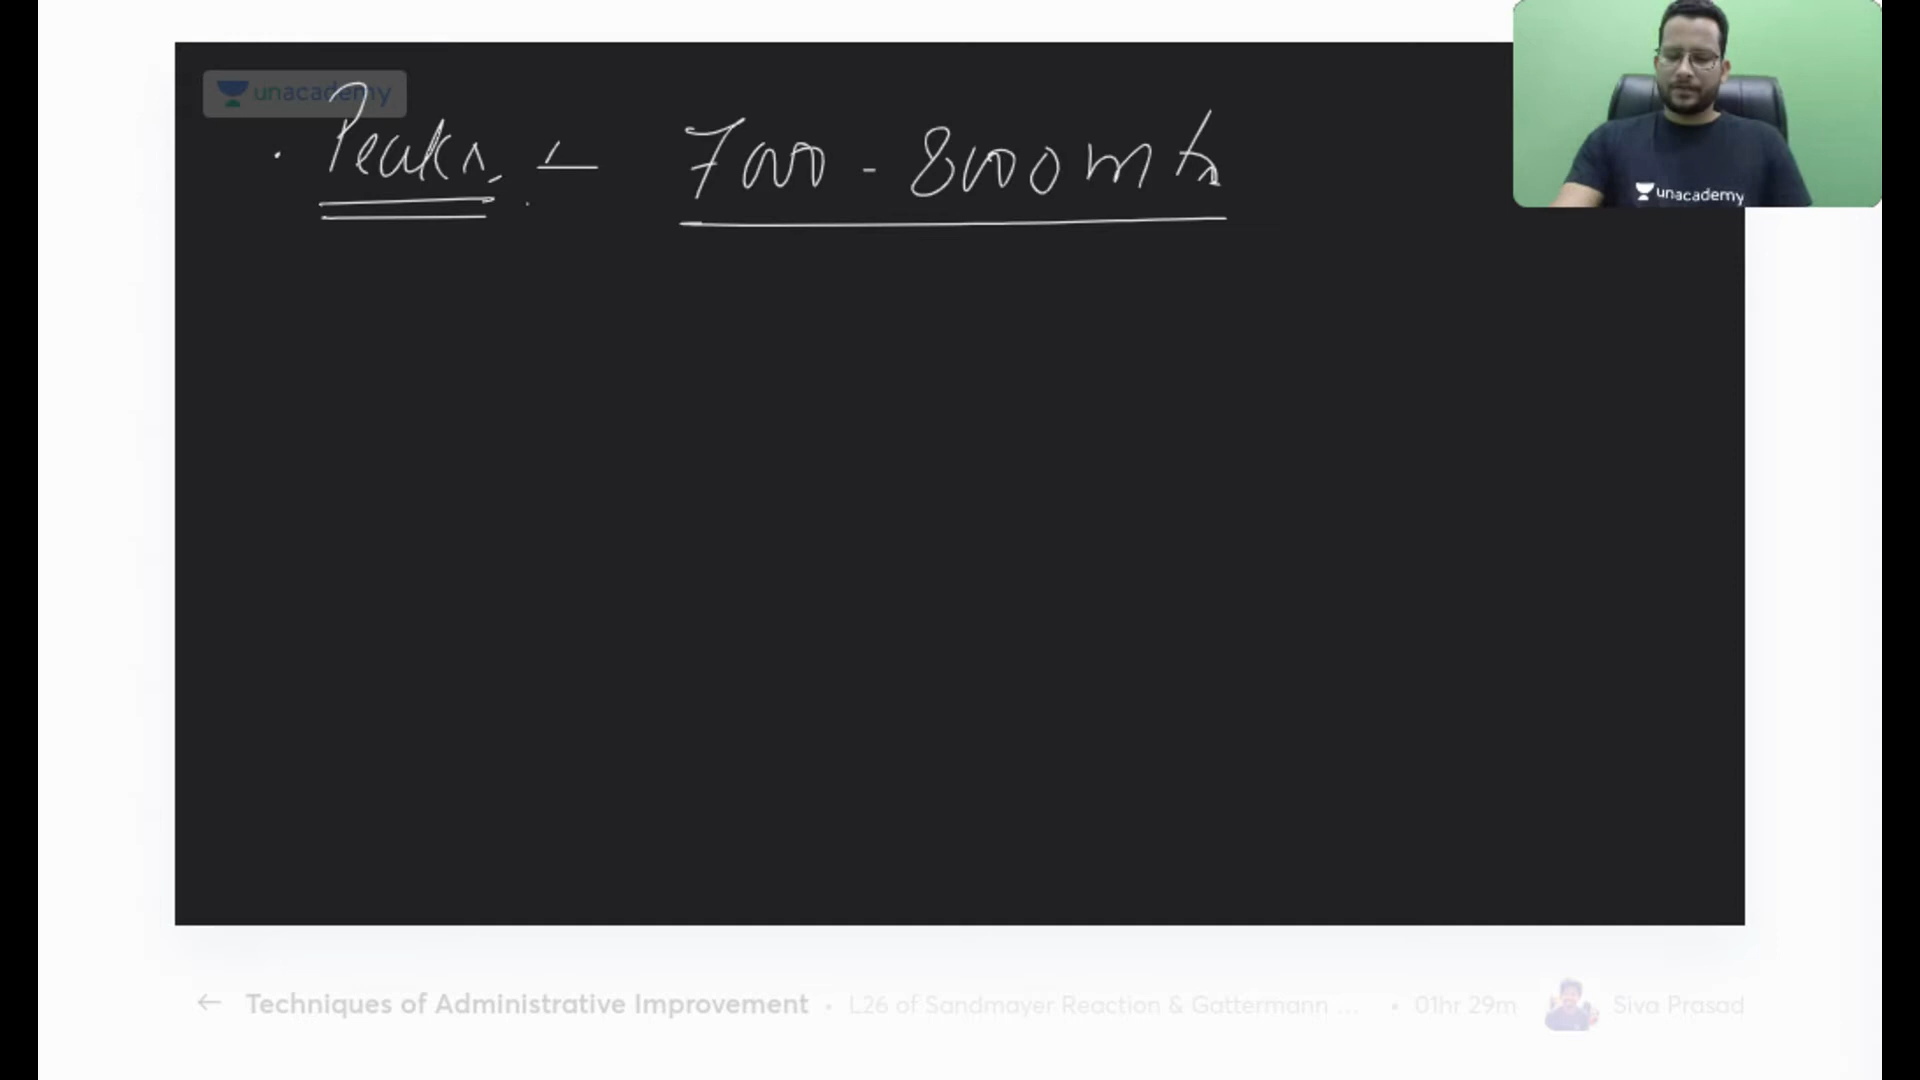 unacademy
• Peaks :- 7000 - 8000 mts
unacademy
← Techniques of Administrative Improvement • L26 of Sandmayer Reaction & Gattermann ... • 01hr 29m Siva Prasad